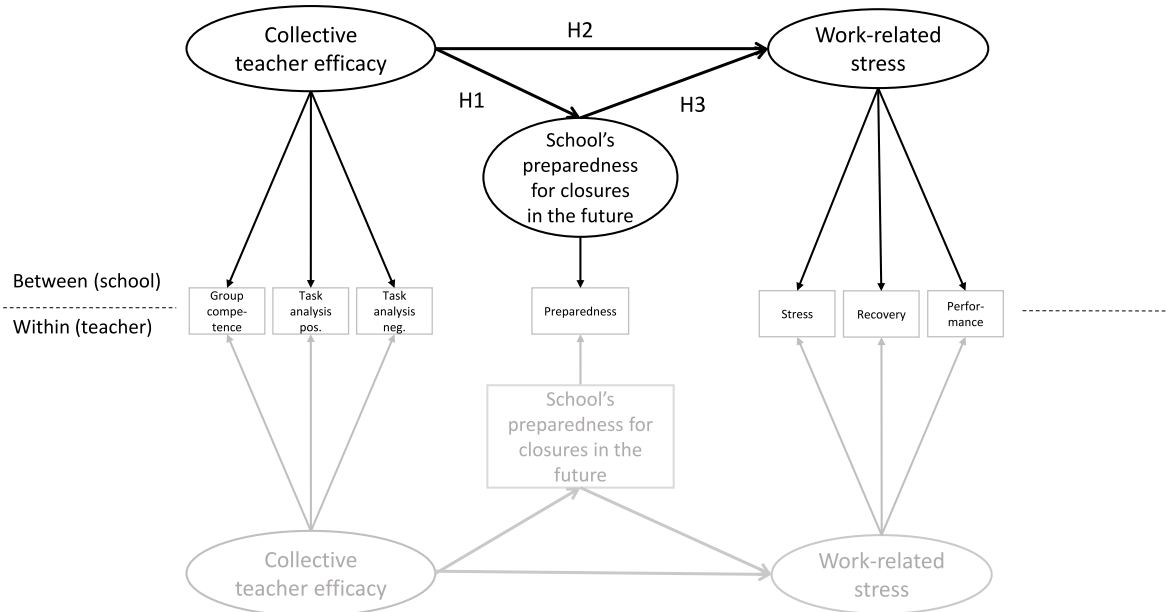 Collective
teacher efficacy
H2
Work-related
stress
H1
H3
School's
preparedness
for closures
in the future
Between (school)
Within (teacher)
Group
compe-
tence
Task
analysis
pos.
Task
analysis
neg.
Preparedness
Stress
Recovery
Perfor-
mance
School's
preparedness for
closures in the
future
Collective
teacher efficacy
Work-related
stress